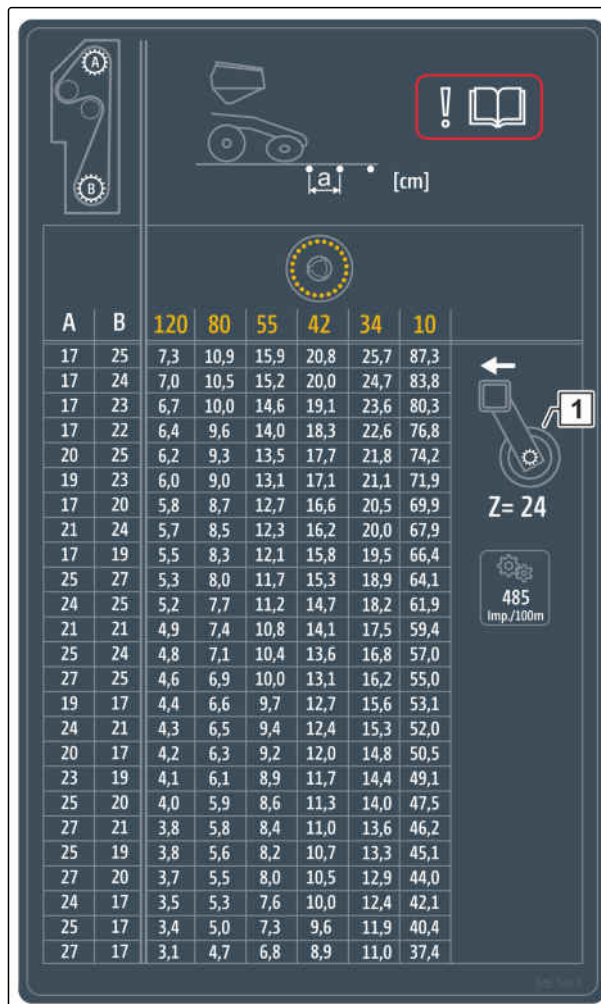 A
B
!
a
[cm]
A B 120 80 55 42 34 10
17 25 7,3 10,9 15,9 20,8 25,7 87,3
17 24 7,0 10,5 15,2 20,0 24,7 83,8
17 23 6,7 10,0 14,6 19,1 23,6 80,3
17 22 6,4 9,6 14,0 18,3 22,6 76,8
20 25 6,2 9,3 13,5 17,7 21,8 74,2
19 23 6,0 9,0 13,1 17,1 21,1 71,9
17 20 5,8 8,7 12,7 16,6 20,5 69,9
21 24 5,7 8,5 12,3 16,2 20,0 67,9
17 19 5,5 8,3 12,1 15,8 19,5 66,4
25 27 5,3 8,0 11,7 15,3 18,9 64,1
24 25 5,2 7,7 11,2 14,7 18,2 61,9
21 21 4,9 7,4 10,8 14,1 17,5 59,4
25 24 4,8 7,1 10,4 13,6 16,8 57,0
27 25 4,6 6,9 10,0 13,1 16,2 55,0
19 17 4,4 6,6 9,7 12,7 15,6 53,1
24 21 4,3 6,5 9,4 12,4 15,3 52,0
20 17 4,2 6,3 9,2 12,0 14,8 50,5
23 19 4,1 6,1 8,9 11,7 14,4 49,1
25 20 4,0 5,9 8,6 11,3 14,0 47,5
27 21 3,8 5,8 8,4 11,0 13,6 46,2
25 19 3,8 5,6 8,2 10,7 13,3 45,1
27 20 3,7 5,5 8,0 10,5 12,9 44,0
24 17 3,5 5,3 7,6 10,0 12,4 42,1
25 17 3,4 5,0 7,3 9,6 11,9 40,4
27 17 3,1 4,7 6,8 8,9 11,0 37,4
1
Z= 24
485
Imp./100m